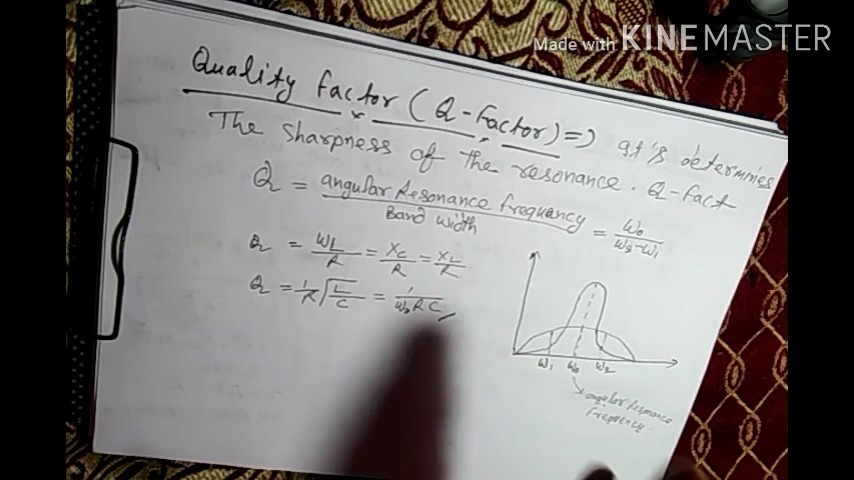 Made with KINEMASTER
Quality factor (Q-factor) => It's determines
The sharpness of the resonance. Q-fact
Q = angular Resonance frequency / Band width = ω₀ / ω₂-ω₁
Q = ωL / R = Xc / R = XL / R
Q = 1/R √L/C = 1 / ω₀RC
ω₁ ω₀ ω₂
angular Resonance
frequency.